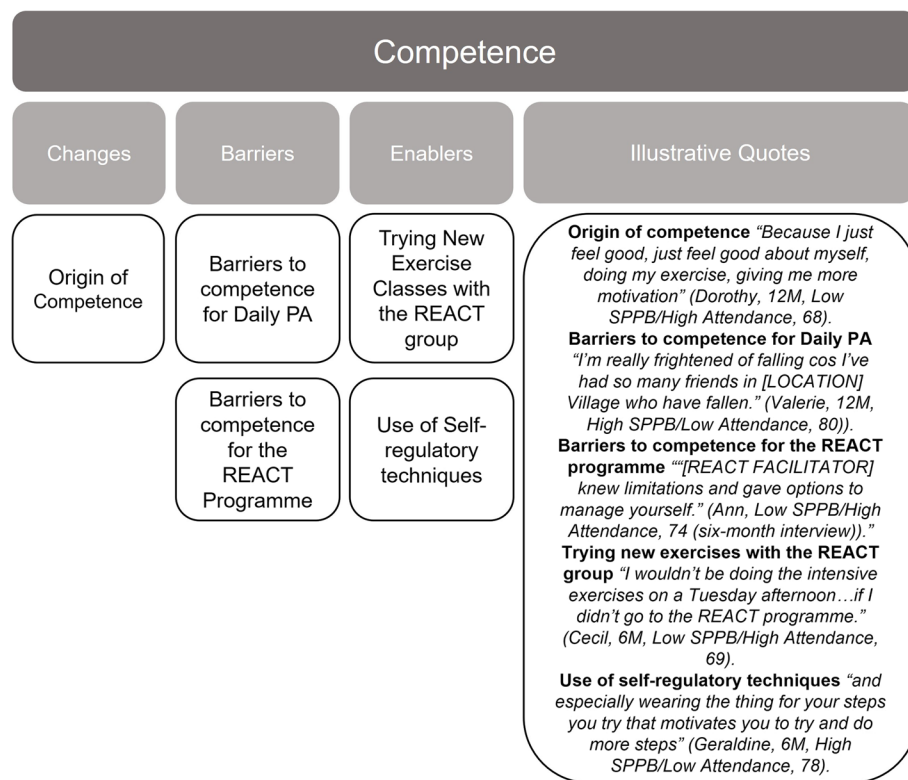 Competence
Changes
Barriers
Enablers
Illustrative Quotes
Origin of
Competence
Barriers to
competence
for Daily PA
Trying New
Exercise
Classes with
the REACT
group
Barriers to
competence
for the
REACT
Programme
Use of Self-
regulatory
techniques
Origin of competence “Because I just
feel good, just feel good about myself,
doing my exercise, giving me more
motivation” (Dorothy, 12M, Low
SPPB/High Attendance, 68).
Barriers to competence for Daily PA
“I’m really frightened of falling cos I’ve
had so many friends in [LOCATION]
Village who have fallen.” (Valerie, 12M,
High SPPB/Low Attendance, 80)).
Barriers to competence for the REACT
programme ““[REACT FACILITATOR]
knew limitations and gave options to
manage yourself.” (Ann, Low SPPB/High
Attendance, 74 (six-month interview)).”
Trying new exercises with the REACT
group “I wouldn’t be doing the intensive
exercises on a Tuesday afternoon…if I
didn’t go to the REACT programme.”
(Cecil, 6M, Low SPPB/High Attendance,
69).
Use of self-regulatory techniques “and
especially wearing the thing for your steps
you try that motivates you to try and do
more steps” (Geraldine, 6M, High
SPPB/Low Attendance, 78).